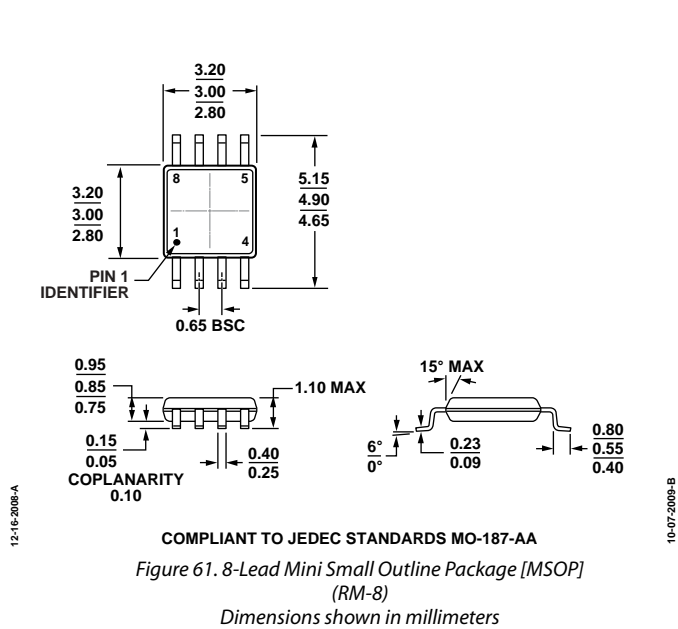 3.20
3.00
2.80
8 5
5.15
4.90
4.65
3.20
3.00
2.80
1
4
PIN 1
IDENTIFIER
0.65 BSC
0.95
0.85
0.75
1.10 MAX
15° MAX
0.15
0.05
COPLANARITY
0.10
0.40
0.25
6°
0°
0.23
0.09
0.80
0.55
0.40
12-16-2008-A
10-07-2009-B
COMPLIANT TO JEDEC STANDARDS MO-187-AA
Figure 61. 8-Lead Mini Small Outline Package [MSOP]
(RM-8)
Dimensions shown in millimeters